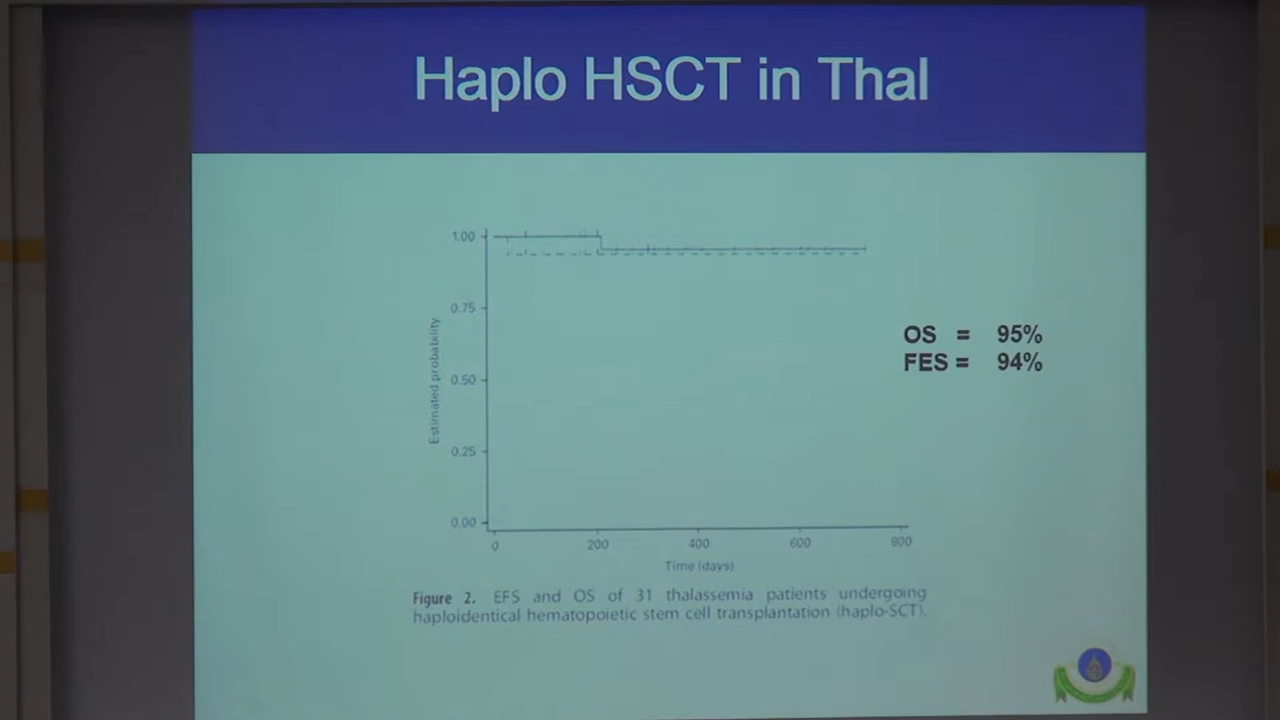 Haplo HSCT in Thal
1.00
0.75
0.50
0.25
0.00
Estimated probability
0
200
400
600
800
Time (days)
OS = 95%
FES = 94%
Figure 2. EFS and OS of 31 thalassemia patients undergoing
haploidentical hematopoietic stem cell transplantation (haplo-SCT).